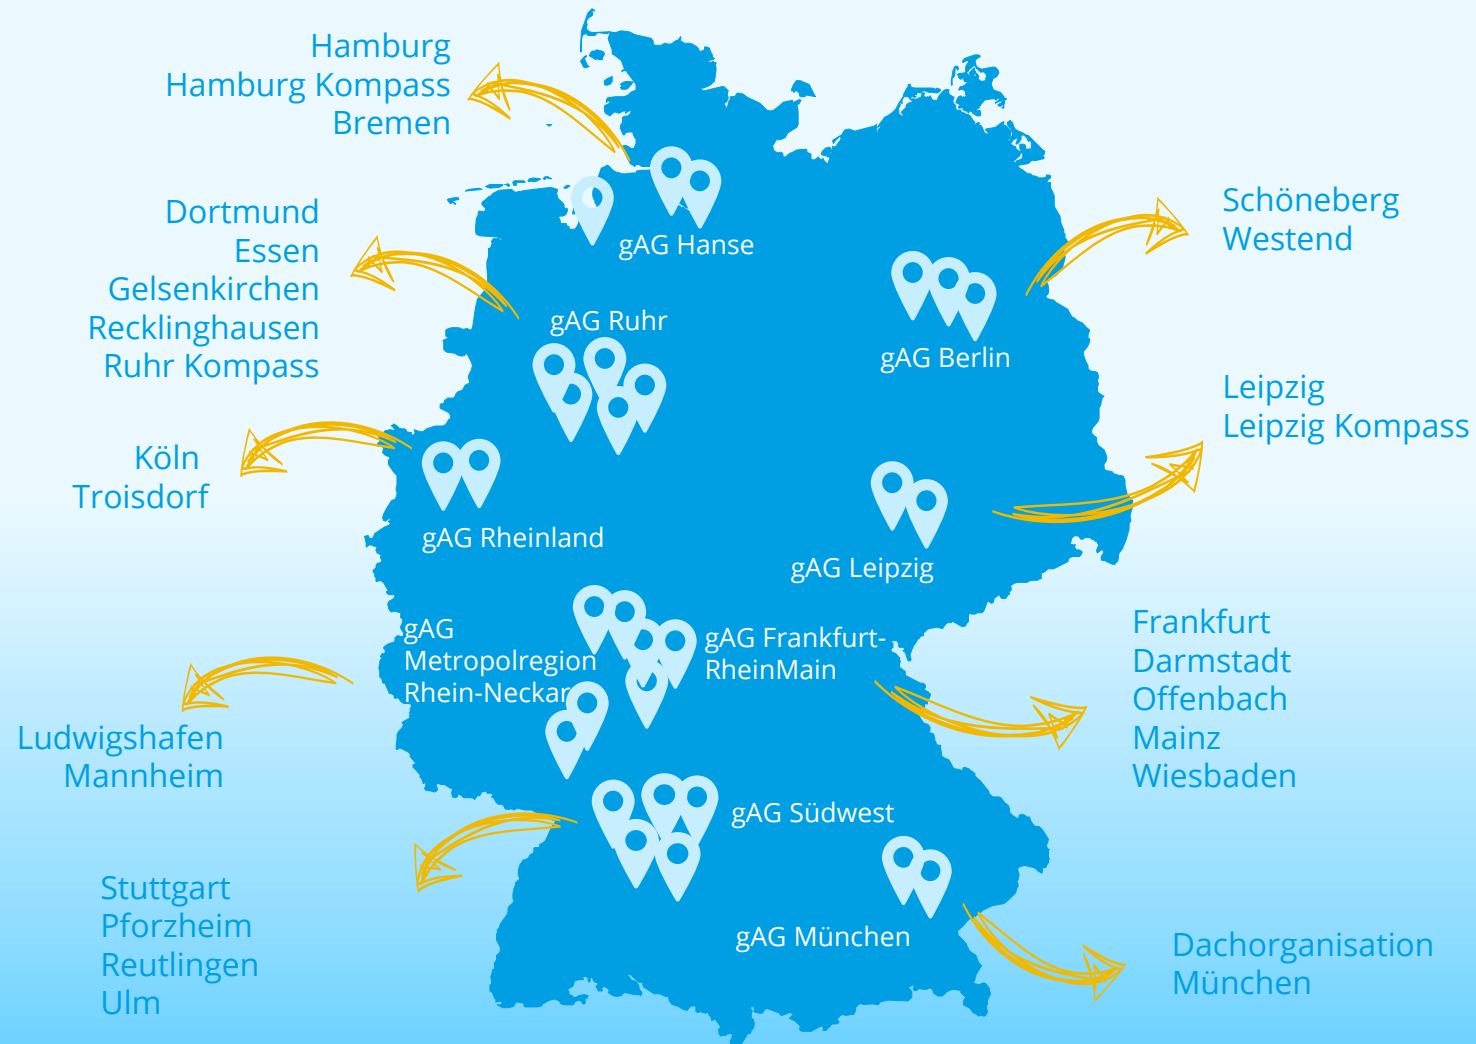 Hamburg
Hamburg Kompass
Bremen
gAG Hanse
Dortmund
Essen
Gelsenkirchen
Recklinghausen
Ruhr Kompass
gAG Ruhr
Schöneberg
Westend
gAG Berlin
Leipzig
Leipzig Kompass
gAG Leipzig
Köln
Troisdorf
gAG Rheinland
gAG
Metropolregion
Rhein-Neckar
Ludwigshafen
Mannheim
gAG Frankfurt-
RheinMain
Frankfurt
Darmstadt
Offenbach
Mainz
Wiesbaden
gAG Südwest
Stuttgart
Pforzheim
Reutlingen
Ulm
gAG München
Dachorganisation
München